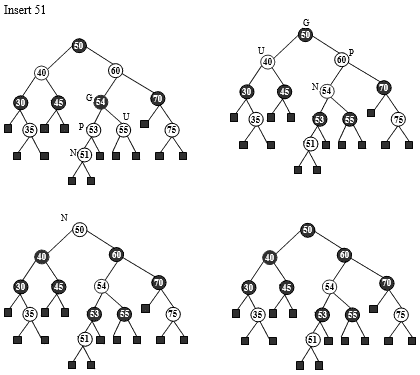 Insert 51
50
40 60
30 45 G 54 70
35 P 53 U 55 75
N 51
G
50
U 40 P 60
30 45 N 54 70
35 53 55 75
51
N 50
40 60
30 45 54 70
35 53 55 75
51
50
40 60
30 45 54 70
35 53 55 75
51